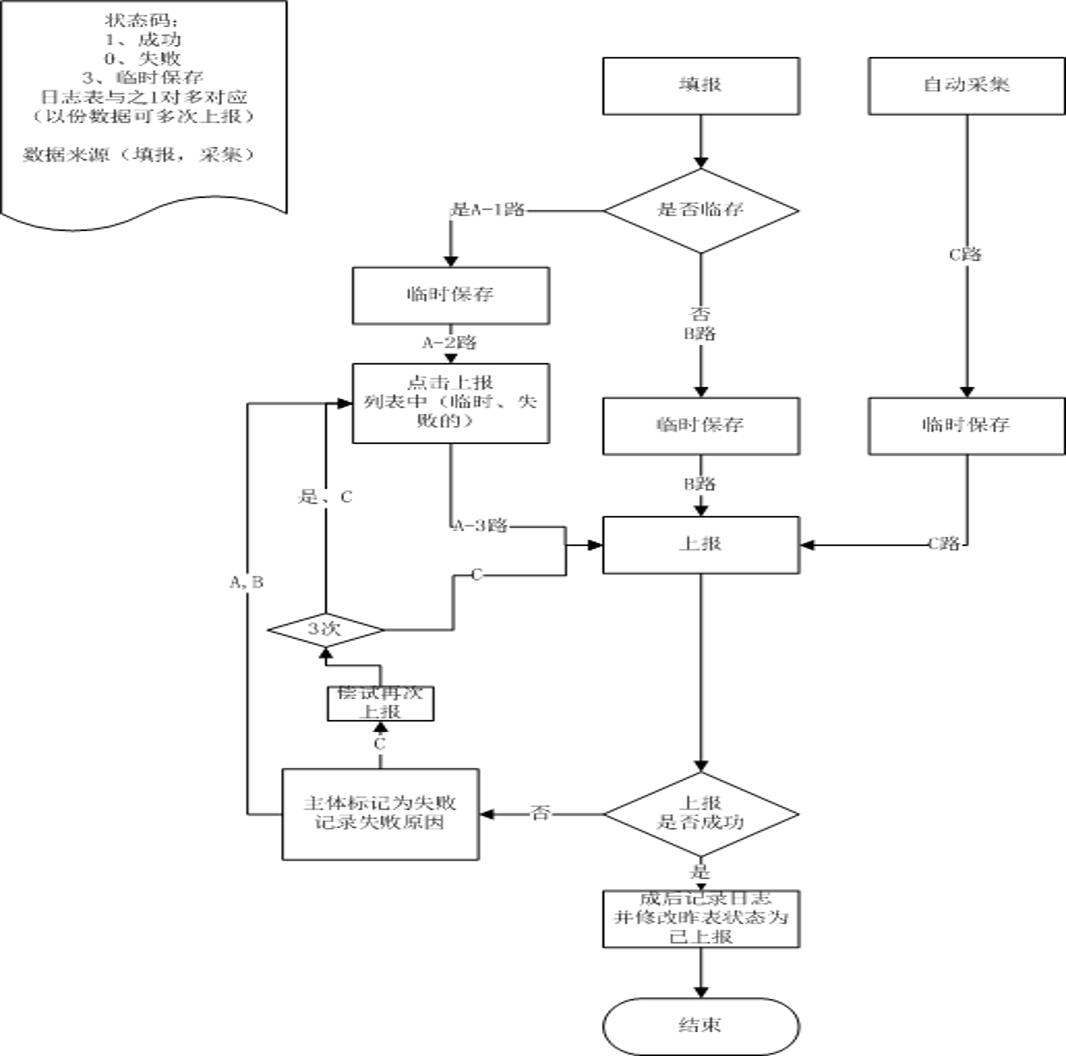 状态码：
1、成功
0、失败
3、临时保存
日志表与之1对多对应
（以份数据可多次上报）
数据来源（填报，采集）
填报
自动采集
是否临存
是A-1路
C路
临时保存
否
B路
A-2路
点击上报
列表中（临时、失
败的）
临时保存
临时保存
是、C
B路
A-3路
上报
C路
C
A,B
3次
偿试再次
上报
C
主体标记为失败
记录失败原因
否
上报
是否成功
是
成后记录日志
并修改昨表状态为
已上报
结束